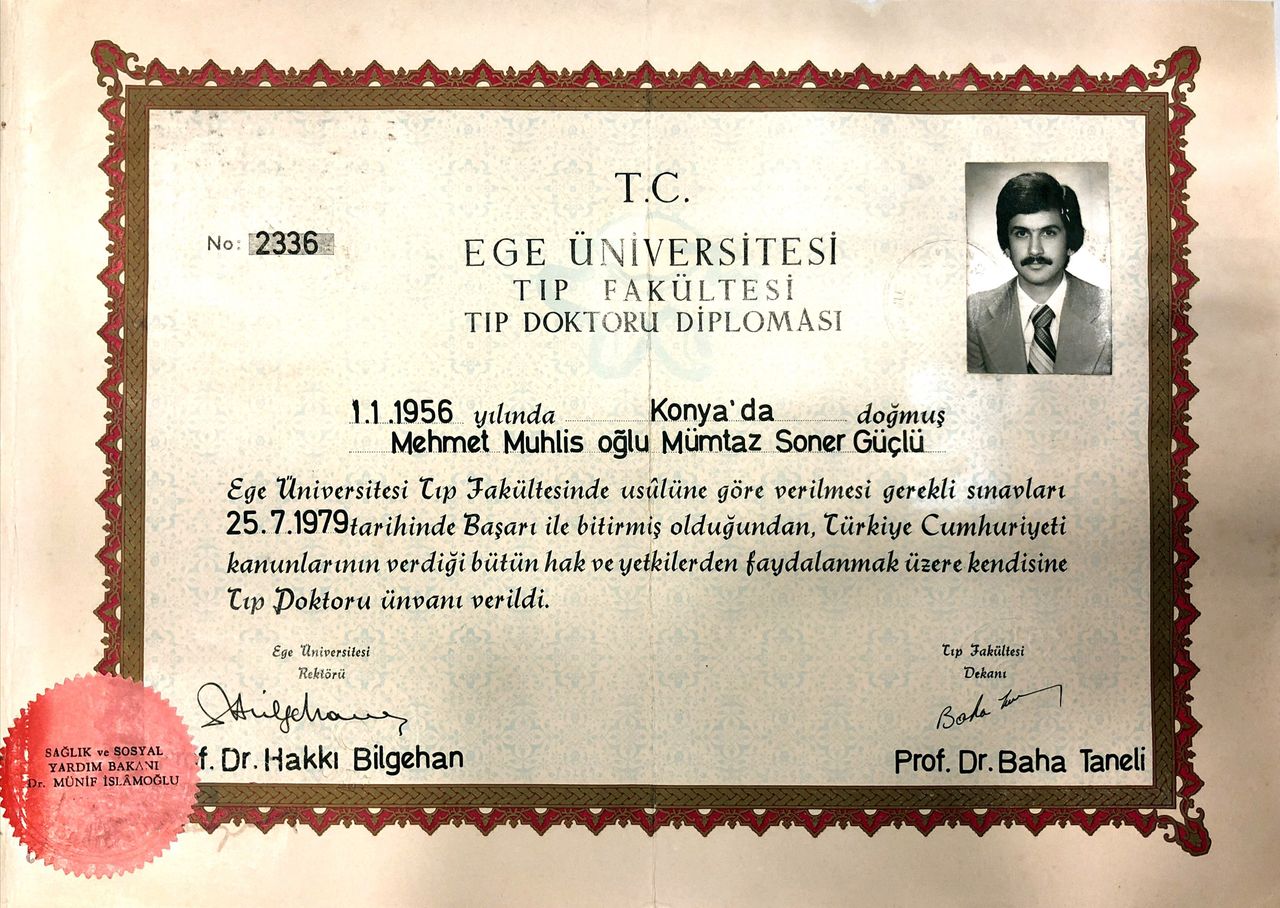 T.C.
No: 2336
EGE ÜNİVERSİTESİ
TIP FAKÜLTESİ
TIP DOKTORU DİPLOMASI
1.1.1956 yılında Konya'da doğmuş
Mehmet Muhlis oğlu Mümtaz Soner Güçlü
Ege Üniversitesi Tıp Fakültesinde usûlüne göre verilmesi gerekli sınavları
25.7.1979 tarihinde Başarı ile bitirmiş olduğundan, Türkiye Cumhuriyeti
kanunlarının verdiği bütün hak ve yetkilerden faydalanmak üzere kendisine
Tıp Doktoru ünvanı verildi.
Ege Üniversitesi
Rektörü
f. Dr. Hakkı Bilgehan
Tıp Fakültesi
Dekanı
Baha
Prof. Dr. Baha Taneli
SAĞLIK ve SOSYAL
YARDIM BAKANI
Dr. MÜNİF İSLÂMOĞLU